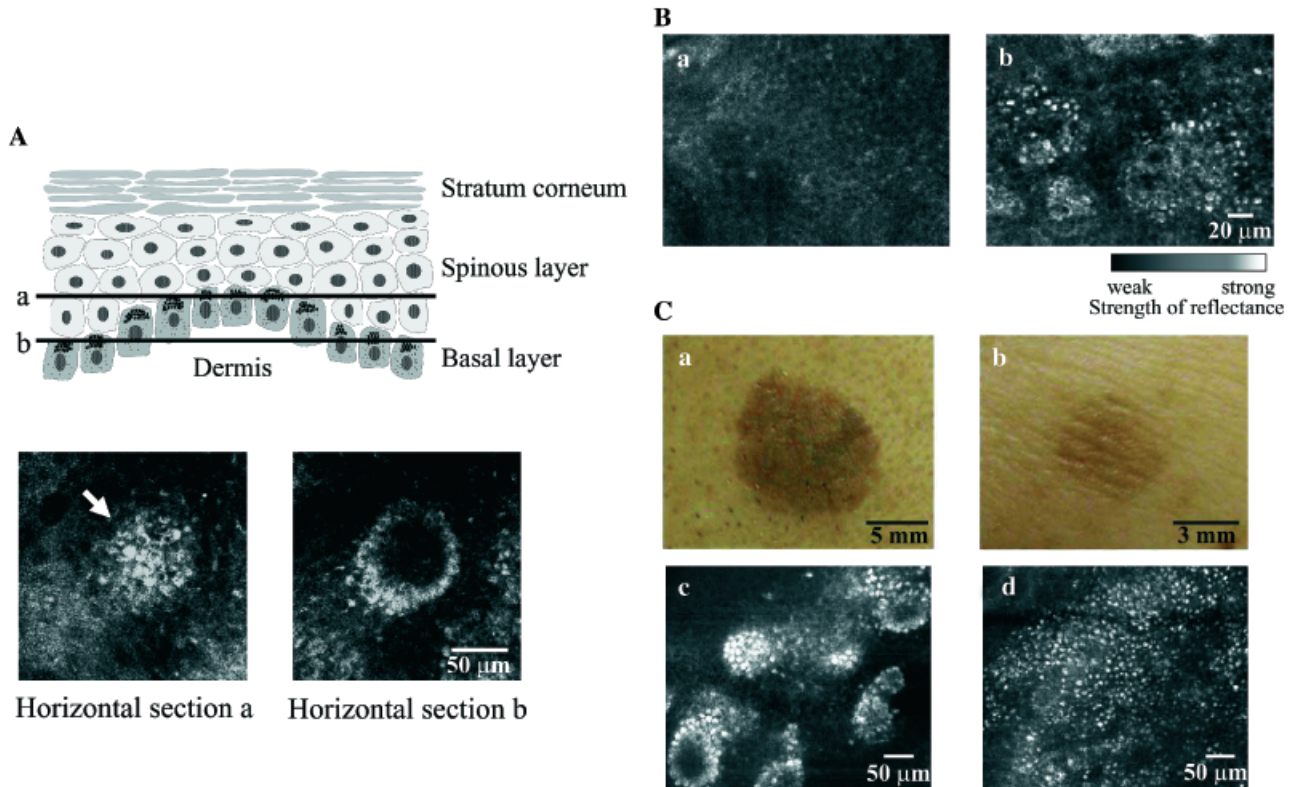 A
Stratum corneum
Spinous layer
a
b
Dermis
Basal layer
50 μm
Horizontal section a
Horizontal section b
B
a
b
20 μm
weak
strong
Strength of reflectance
C
a
b
5 mm
3 mm
c
d
50 μm
50 μm